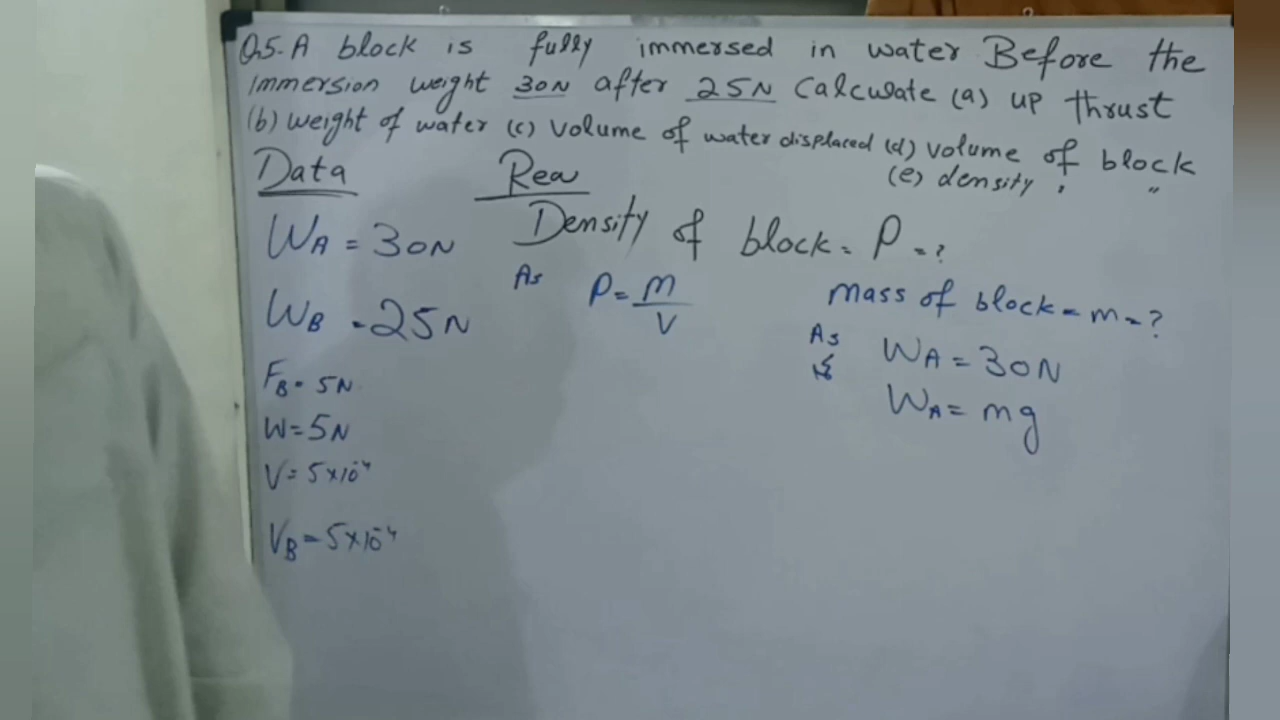 Q5. A block is fully immersed in water Before the
immersion weight 30N after 25N Calculate (a) up thrust
(b) weight of water (c) volume of water displaced (d) volume of block
(e) density , "
Data
Req
WA = 30N
Density of block = P = ?
WB = 25N
As P = m/V
mass of block = m = ?
As WA = 30N
WA = mg
FB = 5N
W = 5N
V = 5×10⁻⁴
VB = 5×10⁻⁴